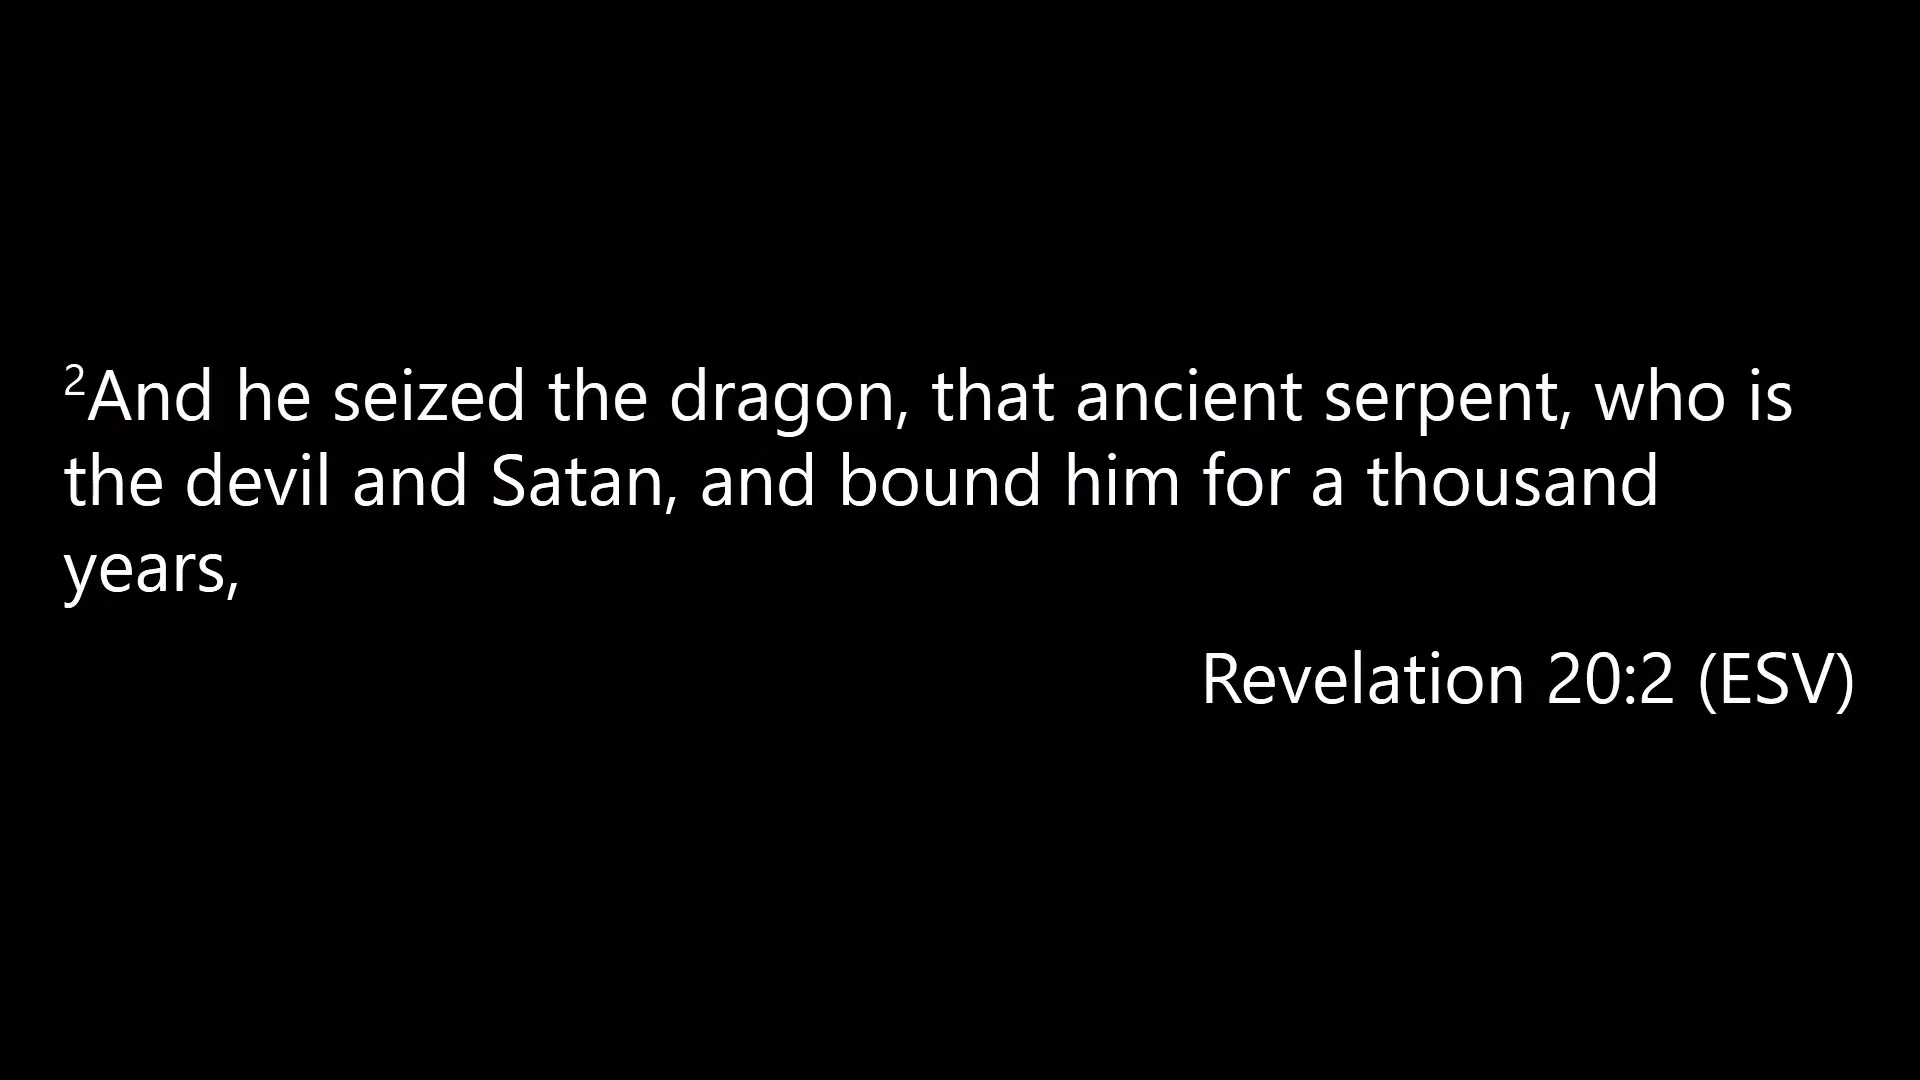 ²And he seized the dragon, that ancient serpent, who is
the devil and Satan, and bound him for a thousand
years,
Revelation 20:2 (ESV)